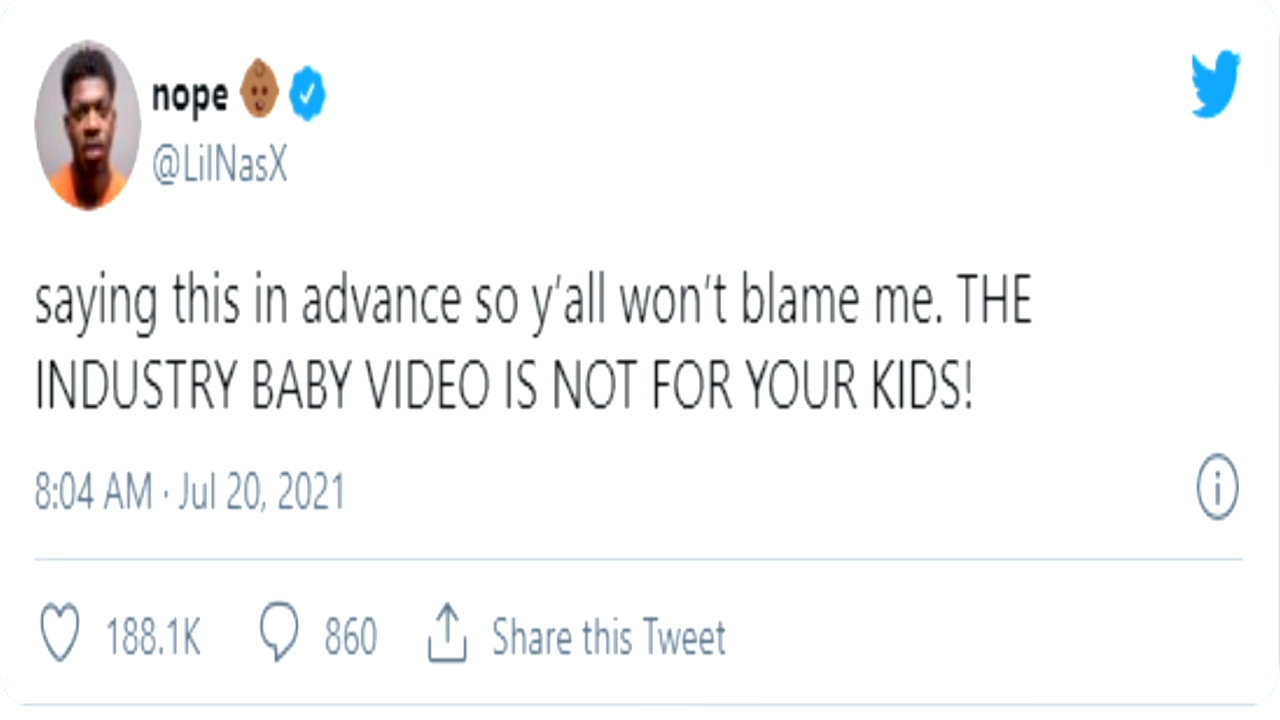 nope
@LilNasX
saying this in advance so y’all won’t blame me. THE
INDUSTRY BABY VIDEO IS NOT FOR YOUR KIDS!
8:04 AM · Jul 20, 2021
188.1K 860 Share this Tweet